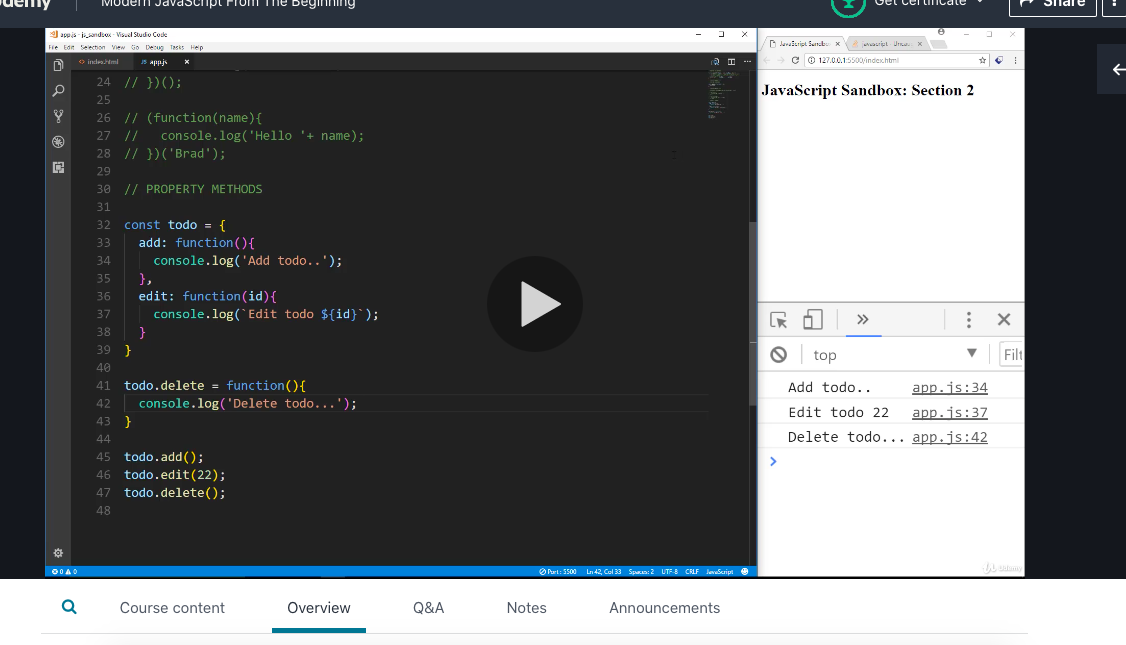 Modern JavaScript From The Beginning
Get certificate
Share
app.js - js_sandbox - Visual Studio Code
File Edit Selection View Go Debug Tasks Help
index.html
JS app.js ×
24 // })();
25
26 // (function(name){
27 //   console.log('Hello '+ name);
28 // })('Brad');
29
30 // PROPERTY METHODS
31
32 const todo = {
33   add: function(){
34     console.log('Add todo..');
35   },
36   edit: function(id){
37     console.log(`Edit todo ${id}`);
38   }
39 }
40
41 todo.delete = function(){
42   console.log('Delete todo...');
43 }
44
45 todo.add();
46 todo.edit(22);
47 todo.delete();
48
0 0 Port : 5500 Ln 42, Col 33 Spaces: 2 UTF-8 CRLF JavaScript
JavaScript Sandbo × javascript - Uncau ×
127.0.0.1:5500/index.html
JavaScript Sandbox: Section 2
top
Filt
Add todo.. app.js:34
Edit todo 22 app.js:37
Delete todo... app.js:42
Udemy
Course content
Overview
Q&A
Notes
Announcements